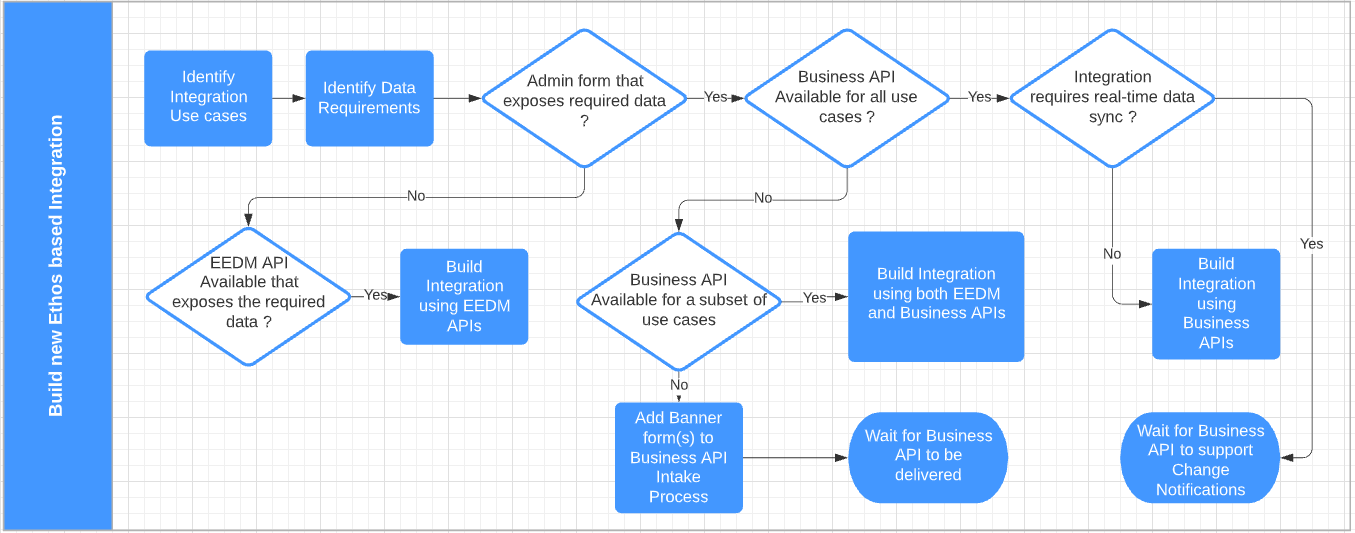 Build new Ethos based Integration
Identify
Integration
Use cases
Identify Data
Requirements
Admin form that
exposes required data
?
Yes
Business API
Available for all use
cases ?
Yes
Integration
requires real-time data
sync ?
No
No
No
Yes
EEDM API
Available that
exposes the required
data ?
Yes
Build
Integration
using EEDM
APIs
Business API
Available for a subset of
use cases
Yes
Build Integration
using both EEDM
and Business APIs
Build
Integration
using
Business
APIs
No
Add Banner
form(s) to
Business API
Intake
Process
Wait for Business
API to be
delivered
Wait for Business
API to support
Change
Notifications